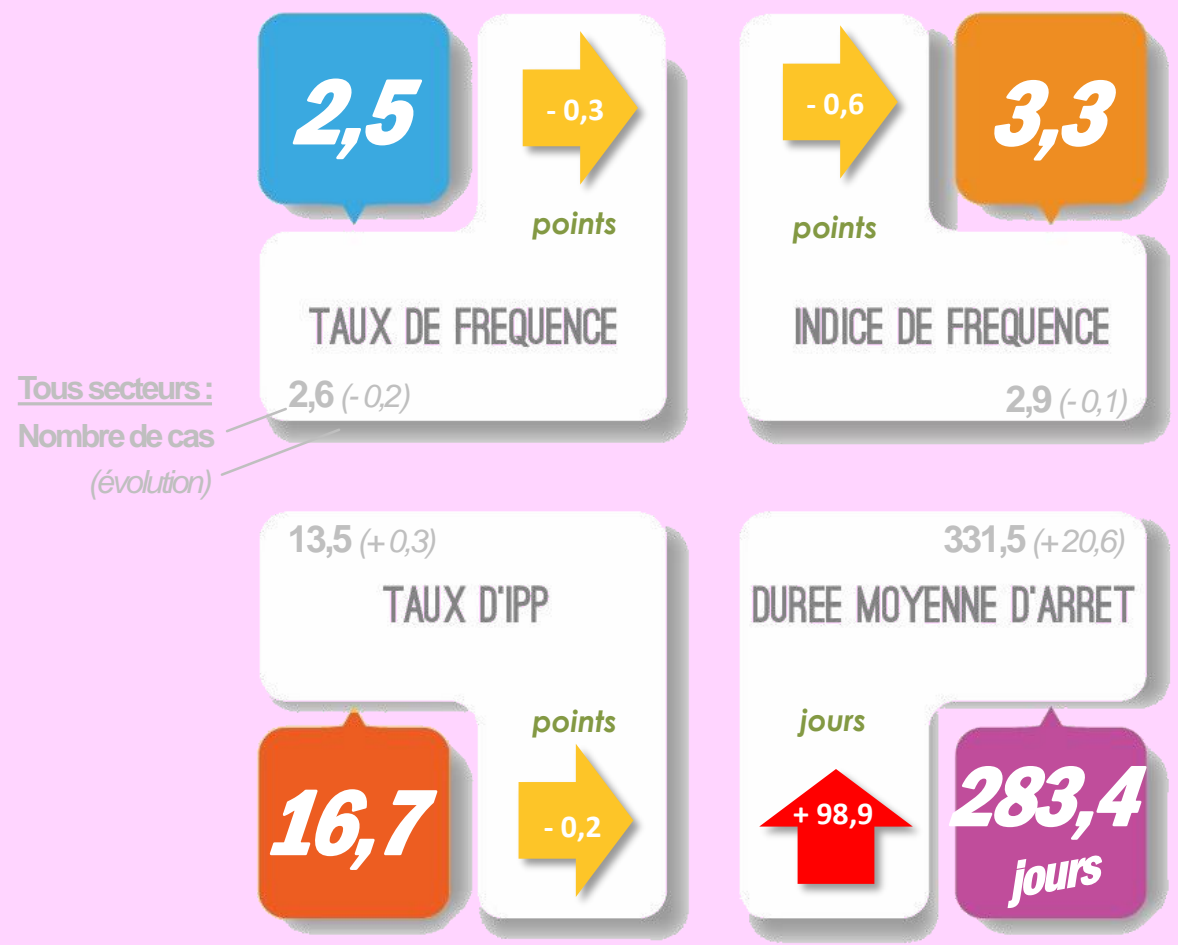 2,5
- 0,3
points
TAUX DE FREQUENCE
2,6 (- 0,2)
- 0,6
points
3,3
INDICE DE FREQUENCE
2,9 (- 0,1)
Tous secteurs :
Nombre de cas
(évolution)
13,5 (+ 0,3)
TAUX D'IPP
16,7
points
- 0,2
331,5 (+ 20,6)
DUREE MOYENNE D'ARRET
jours
+ 98,9
283,4
jours